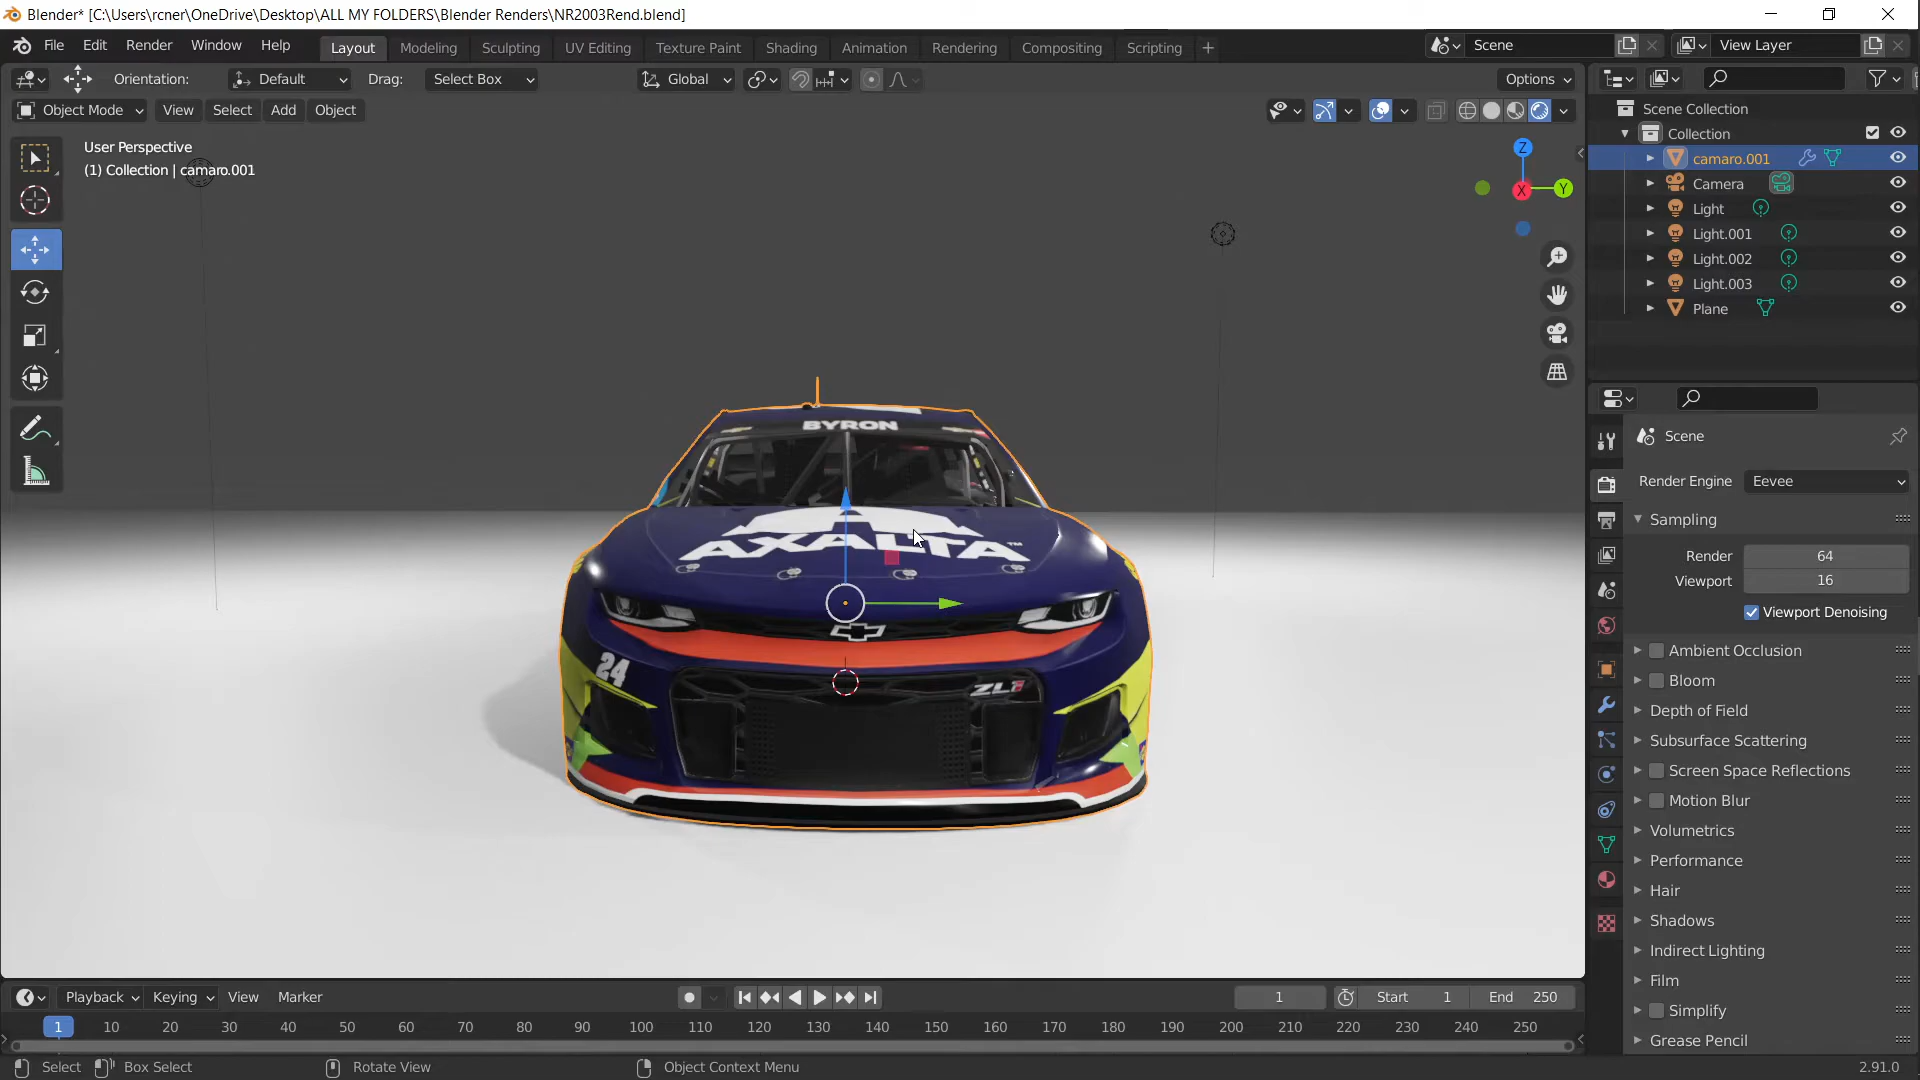 Blender* [C:\Users\rcner\OneDrive\Desktop\ALL MY FOLDERS\Blender Renders\NR2003Rend.blend]
File Edit Render Window Help Layout Modeling Sculpting UV Editing Texture Paint Shading Animation Rendering Compositing Scripting + Scene View Layer
Orientation: Default Drag: Select Box Global Options
Object Mode View Select Add Object
User Perspective
(1) Collection | camaro.001
Z
X
Y
BYRON
AXALTA™
24
ZL1
Scene Collection
Collection
camaro.001
Camera
Light
Light.001
Light.002
Light.003
Plane
Scene
Render Engine Eevee
Sampling
Render 64
Viewport 16
Viewport Denoising
Ambient Occlusion
Bloom
Depth of Field
Subsurface Scattering
Screen Space Reflections
Motion Blur
Volumetrics
Performance
Hair
Shadows
Indirect Lighting
Film
Simplify
Grease Pencil
Playback Keying View Marker 1 Start 1 End 250
1 10 20 30 40 50 60 70 80 90 100 110 120 130 140 150 160 170 180 190 200 210 220 230 240 250
Select Box Select Rotate View Object Context Menu 2.91.0